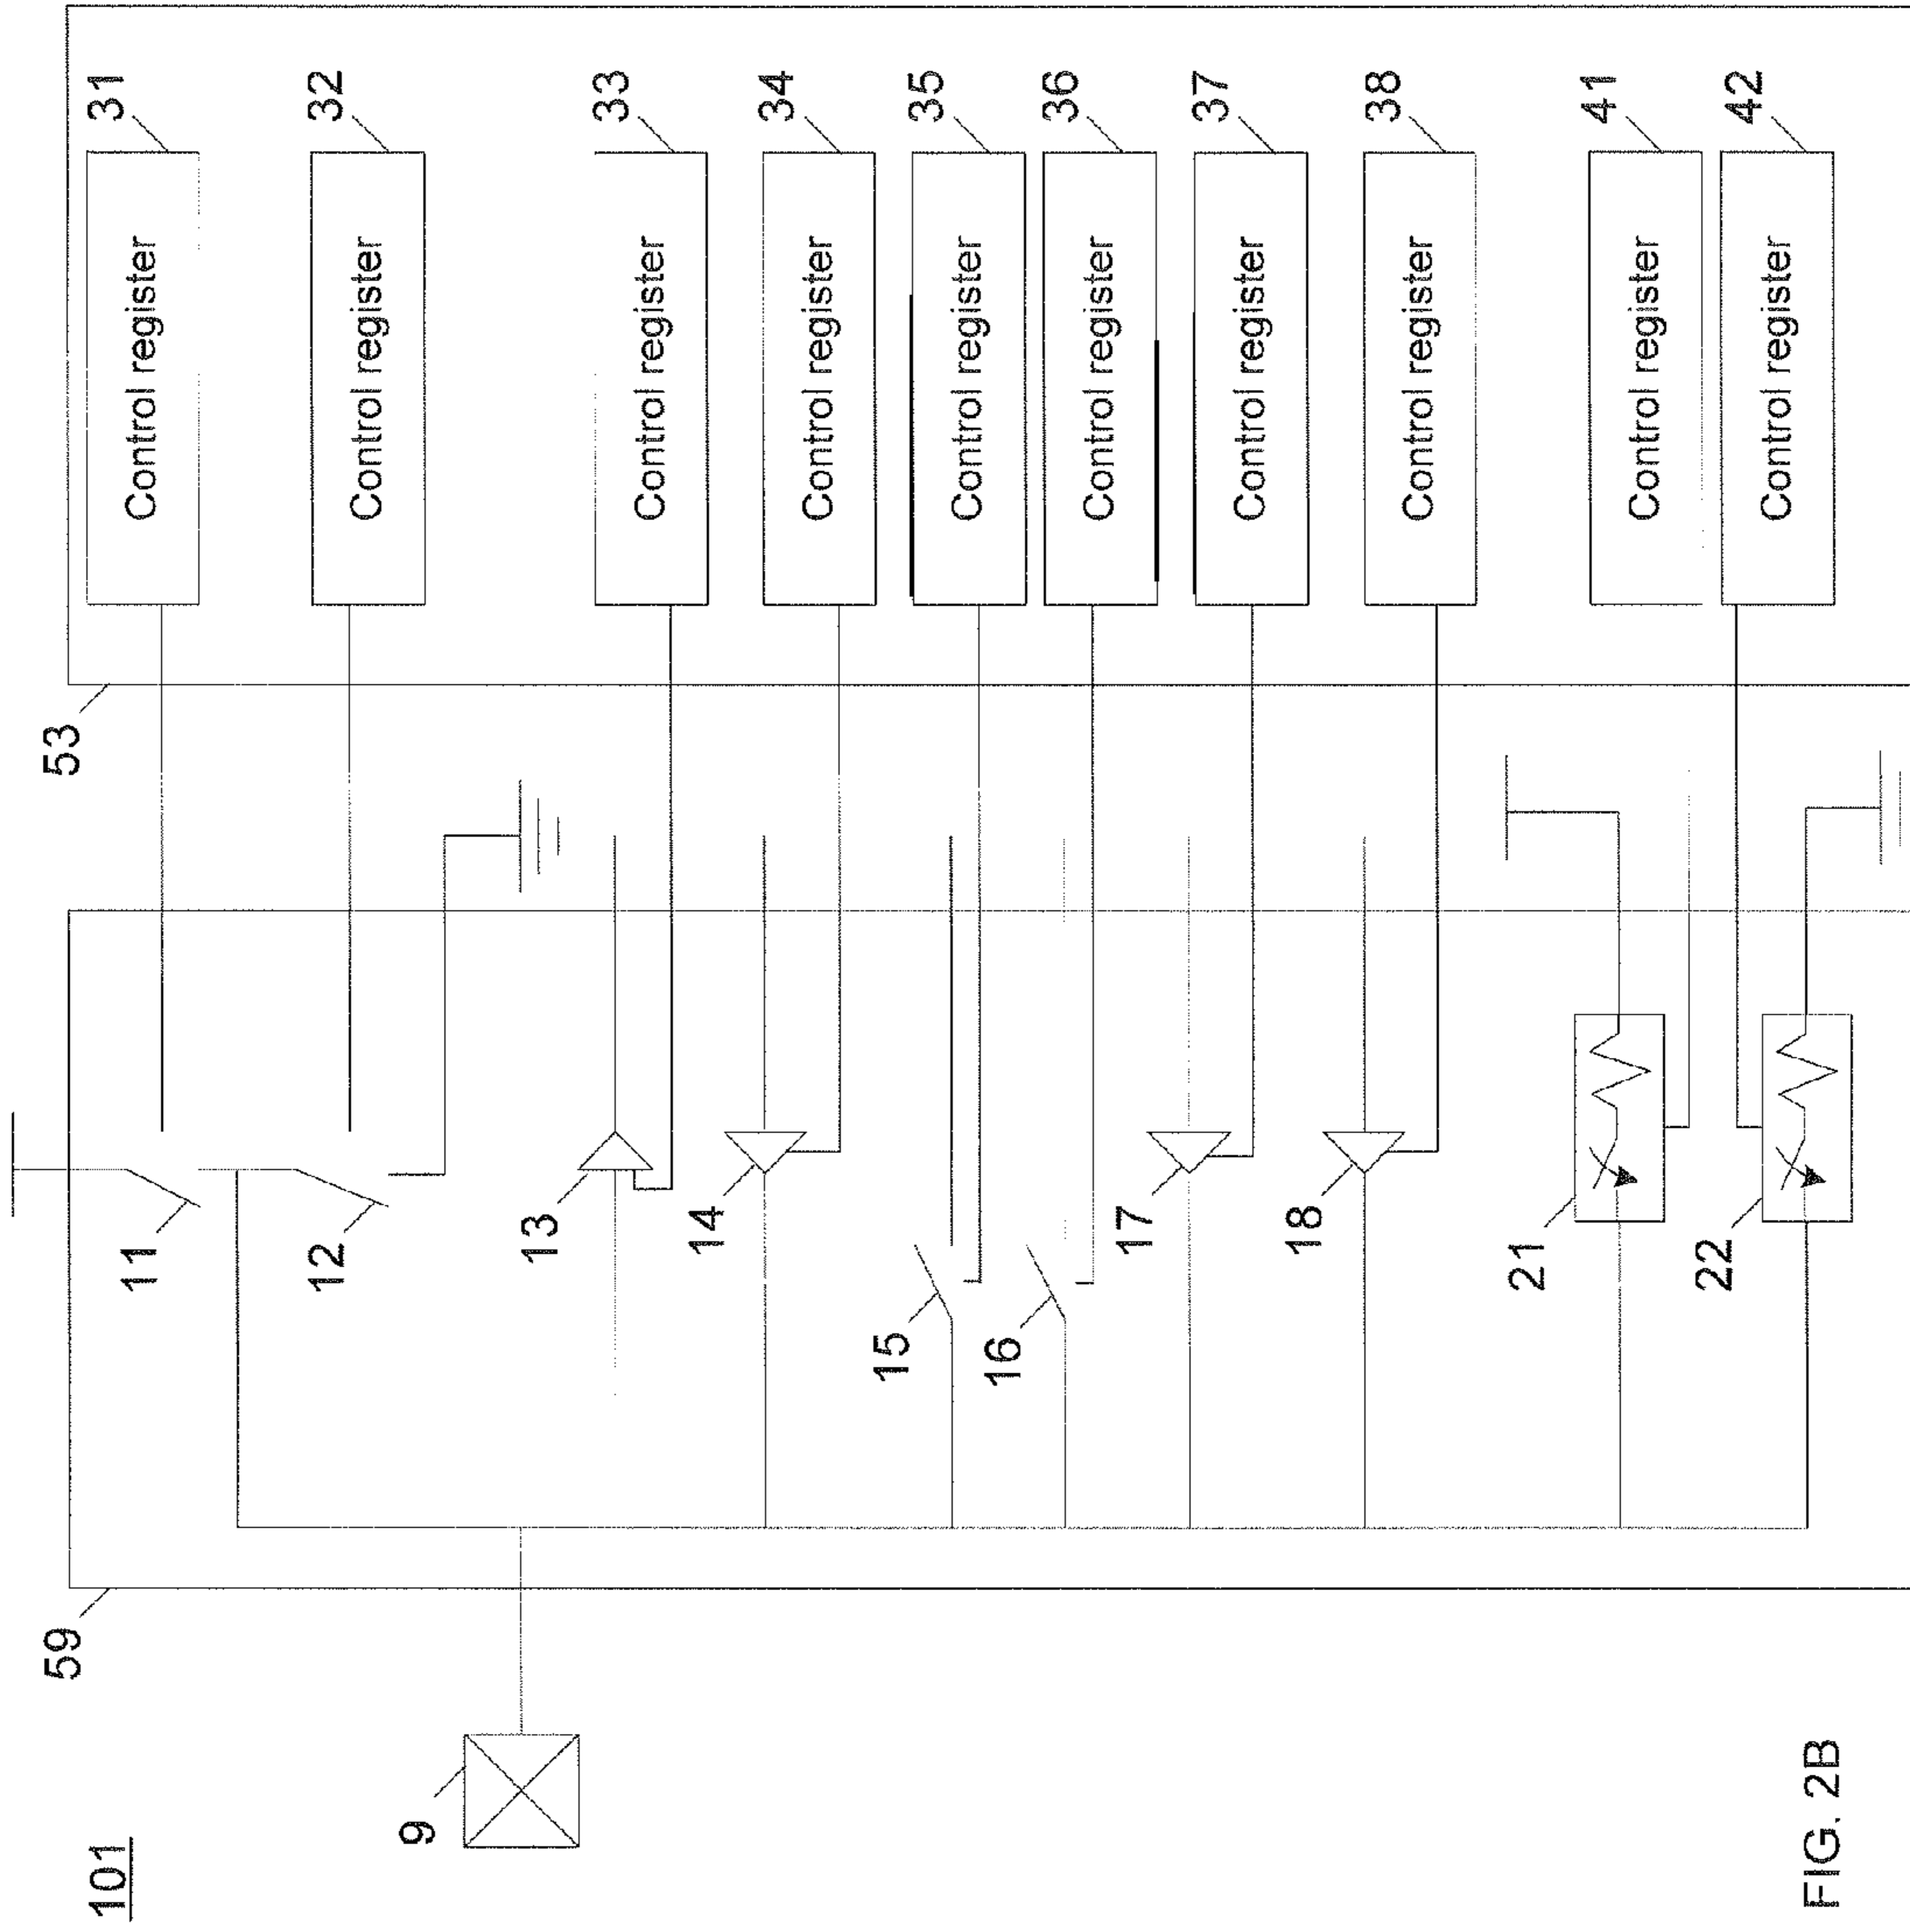 101
9
59
53
11
12
13
14
15
16
17
18
21
22
Control register
31
Control register
32
Control register
33
Control register
34
Control register
35
Control register
36
Control register
37
Control register
38
Control register
41
Control register
42
FIG. 2B